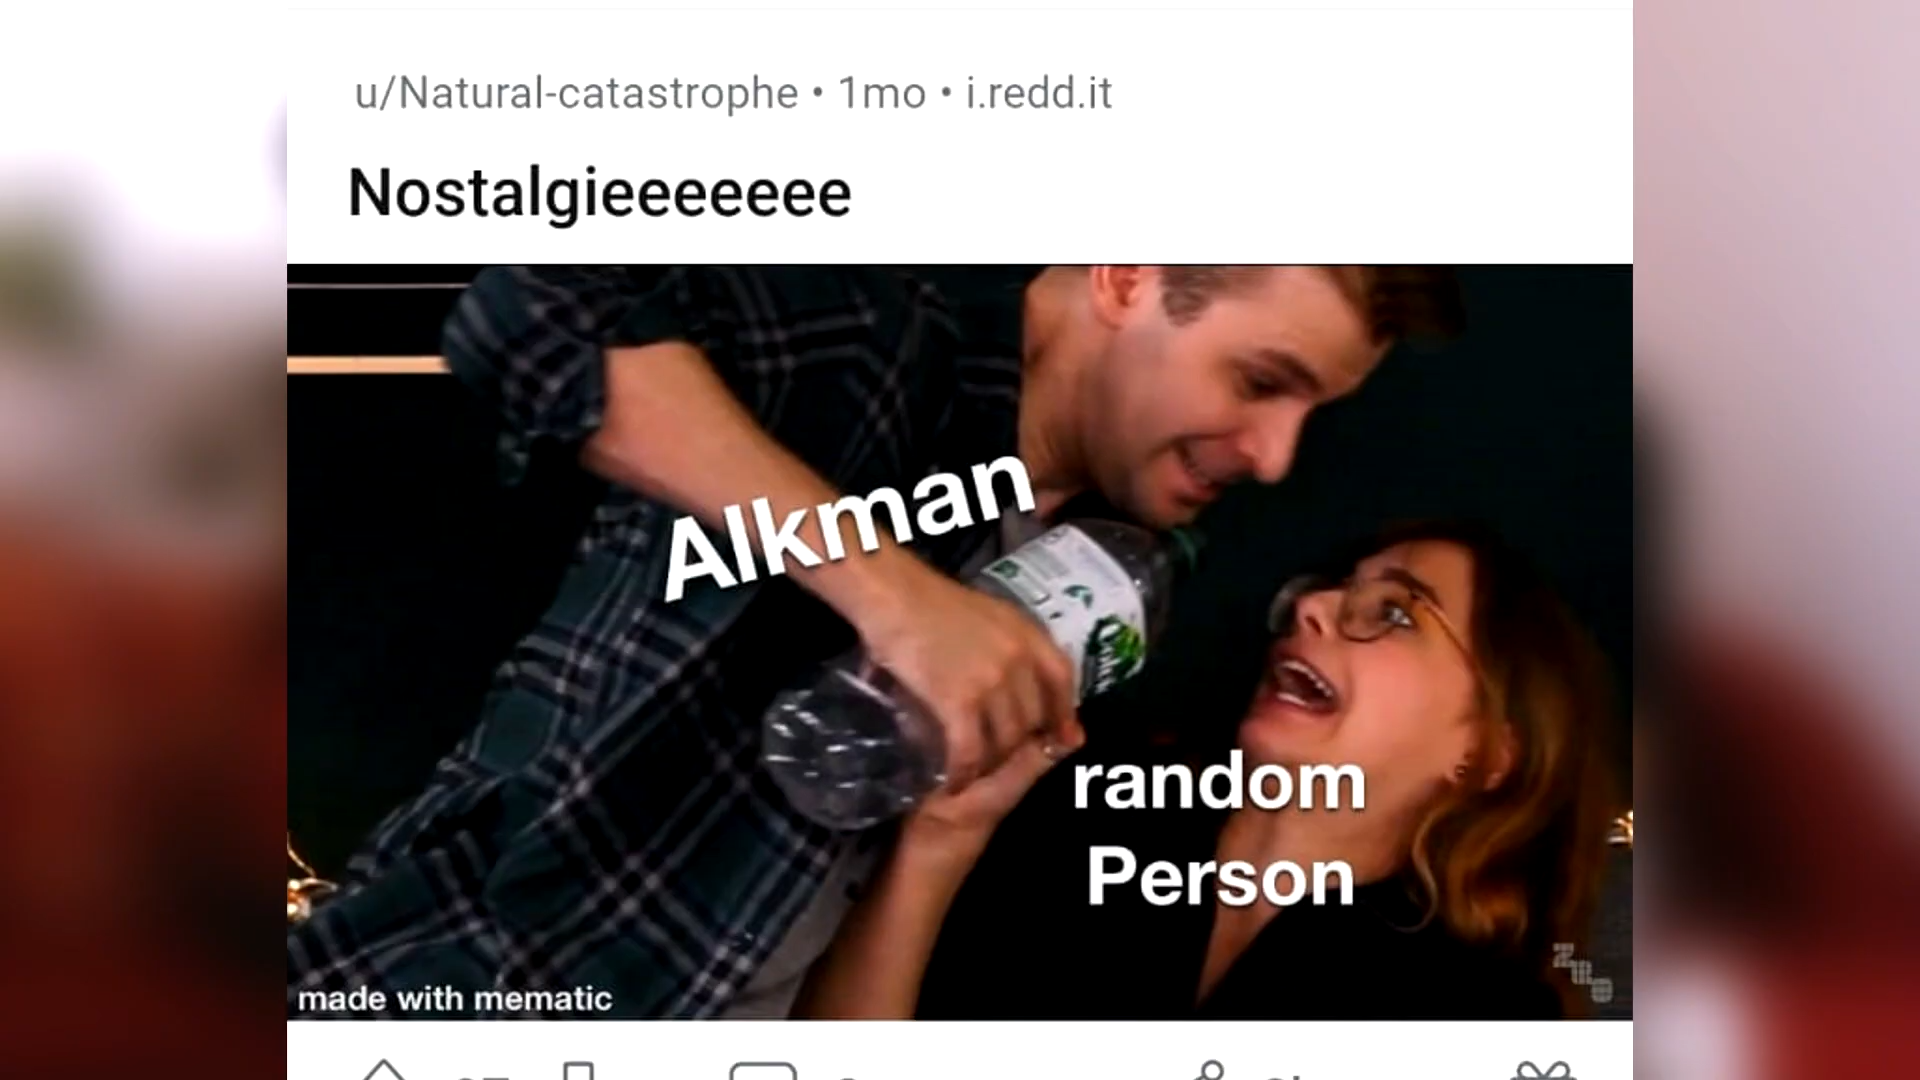 u/Natural-catastrophe • 1mo • i.redd.it
Nostalgieeeeeee
Alkman
random
Person
made with mematic